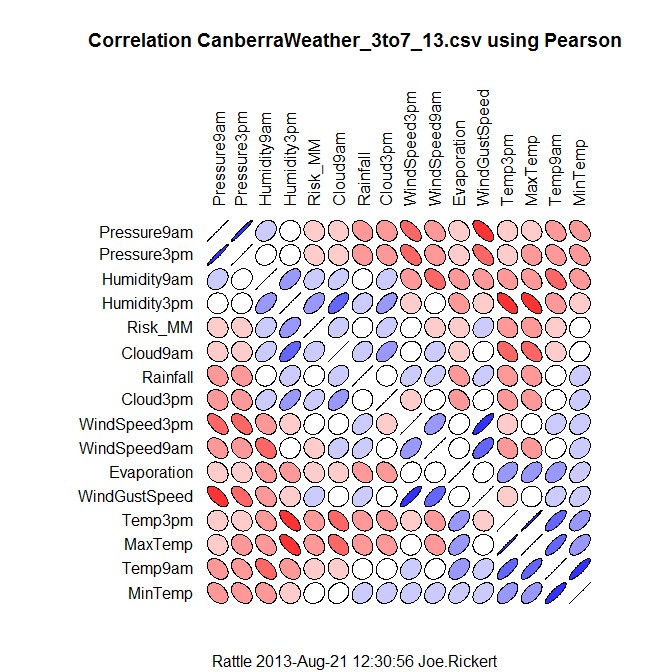 Correlation CanberraWeather_3to7_13.csv using Pearson
Pressure9am
Pressure3pm
Humidity9am
Humidity3pm
Risk_MM
Cloud9am
Rainfall
Cloud3pm
WindSpeed3pm
WindSpeed9am
Evaporation
WindGustSpeed
Temp3pm
MaxTemp
Temp9am
MinTemp
Pressure9am
Pressure3pm
Humidity9am
Humidity3pm
Risk_MM
Cloud9am
Rainfall
Cloud3pm
WindSpeed3pm
WindSpeed9am
Evaporation
WindGustSpeed
Temp3pm
MaxTemp
Temp9am
MinTemp
Rattle 2013-Aug-21 12:30:56 Joe.Rickert